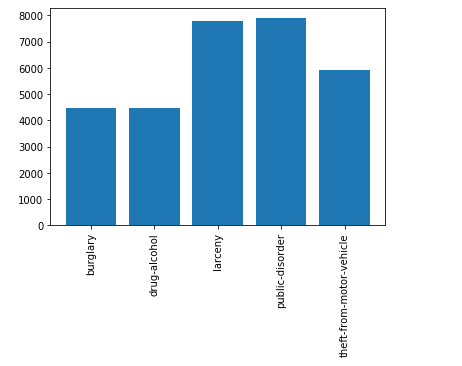 8000
7000
6000
5000
4000
3000
2000
1000
0
burglary
drug-alcohol
larceny
public-disorder
theft-from-motor-vehicle